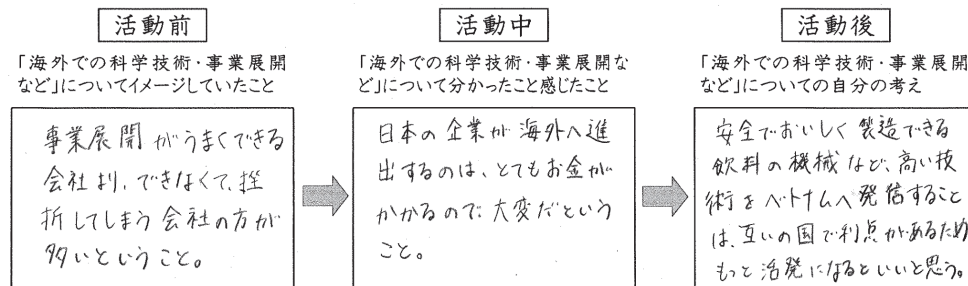 活動前
「海外での科学技術・事業展開
など」についてイメージしていたこと
事業展開がうまくできる
会社より、できなくて、挫
折してしまう会社の方が
多いということ。
活動中
「海外での科学技術・事業展開な
ど」について分かったこと感じたこと
日本の企業が海外へ進
出するのは、とてもお金が
かかるので大変だという
こと。
活動後
「海外での科学技術・事業展開
など」についての自分の考え
安全でおいしく製造できる
飲料の機械など、高い技
術をベトナムへ発信すること
は、互いの国で利点があるため
もっと活発になるといいと思う。